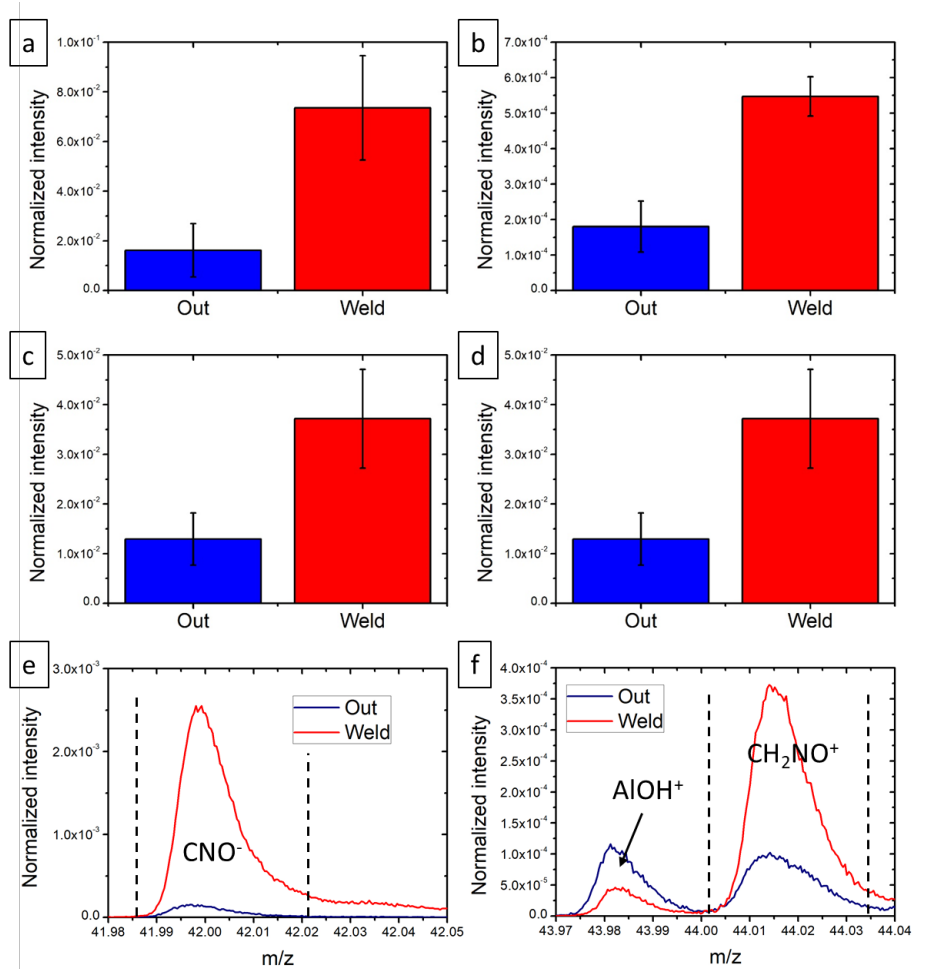 a
Normalized intensity
1.0x10⁻¹
8.0x10⁻²
6.0x10⁻²
4.0x10⁻²
2.0x10⁻²
0.0
Out Weld
b
Normalized intensity
7.0x10⁻⁴
6.0x10⁻⁴
5.0x10⁻⁴
4.0x10⁻⁴
3.0x10⁻⁴
2.0x10⁻⁴
1.0x10⁻⁴
0.0
Out Weld
c
Normalized intensity
5.0x10⁻²
4.0x10⁻²
3.0x10⁻²
2.0x10⁻²
1.0x10⁻²
0.0
Out Weld
d
Normalized intensity
5.0x10⁻²
4.0x10⁻²
3.0x10⁻²
2.0x10⁻²
1.0x10⁻²
0.0
Out Weld
e
Normalized intensity
3.0x10⁻³
2.0x10⁻³
1.0x10⁻³
0.0
Out
Weld
CNO⁻
41.98 41.99 42.00 42.01 42.02 42.03 42.04 42.05
m/z
f
Normalized intensity
4.0x10⁻⁴
3.5x10⁻⁴
3.0x10⁻⁴
2.5x10⁻⁴
2.0x10⁻⁴
1.5x10⁻⁴
1.0x10⁻⁴
5.0x10⁻⁵
0.0
Out
Weld
CH₂NO⁺
AlOH⁺
43.97 43.98 43.99 44.00 44.01 44.02 44.03 44.04
m/z